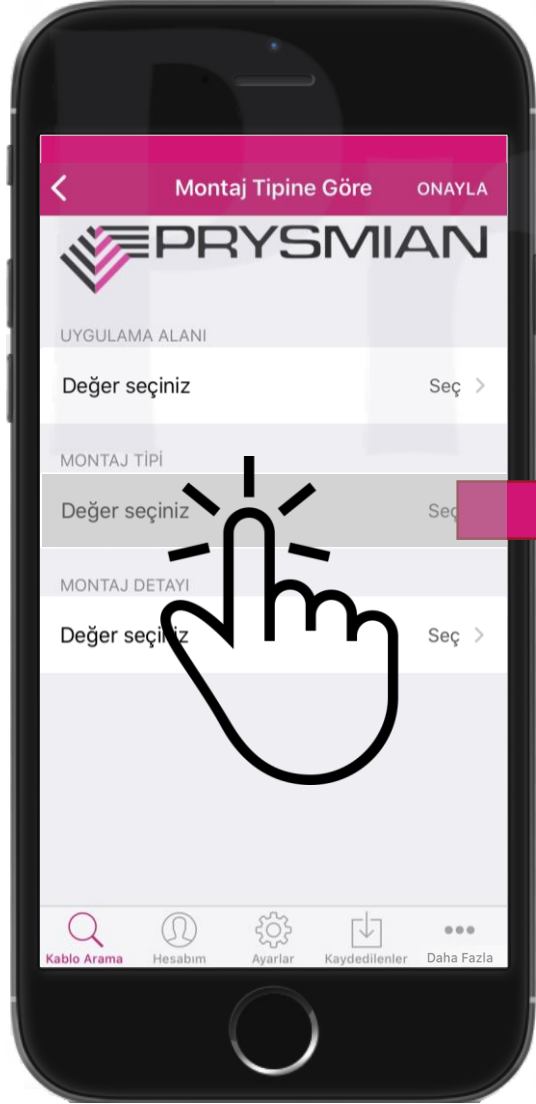 Montaj Tipine Göre ONAYLA
PRYSMIAN
UYGULAMA ALANI
Değer seçiniz Seç
MONTAJ TİPİ
Değer seçiniz Seç
MONTAJ DETAYI
Değer seçiniz Seç
Kablo Arama Hesabım Ayarlar Kaydedilenler Daha Fazla